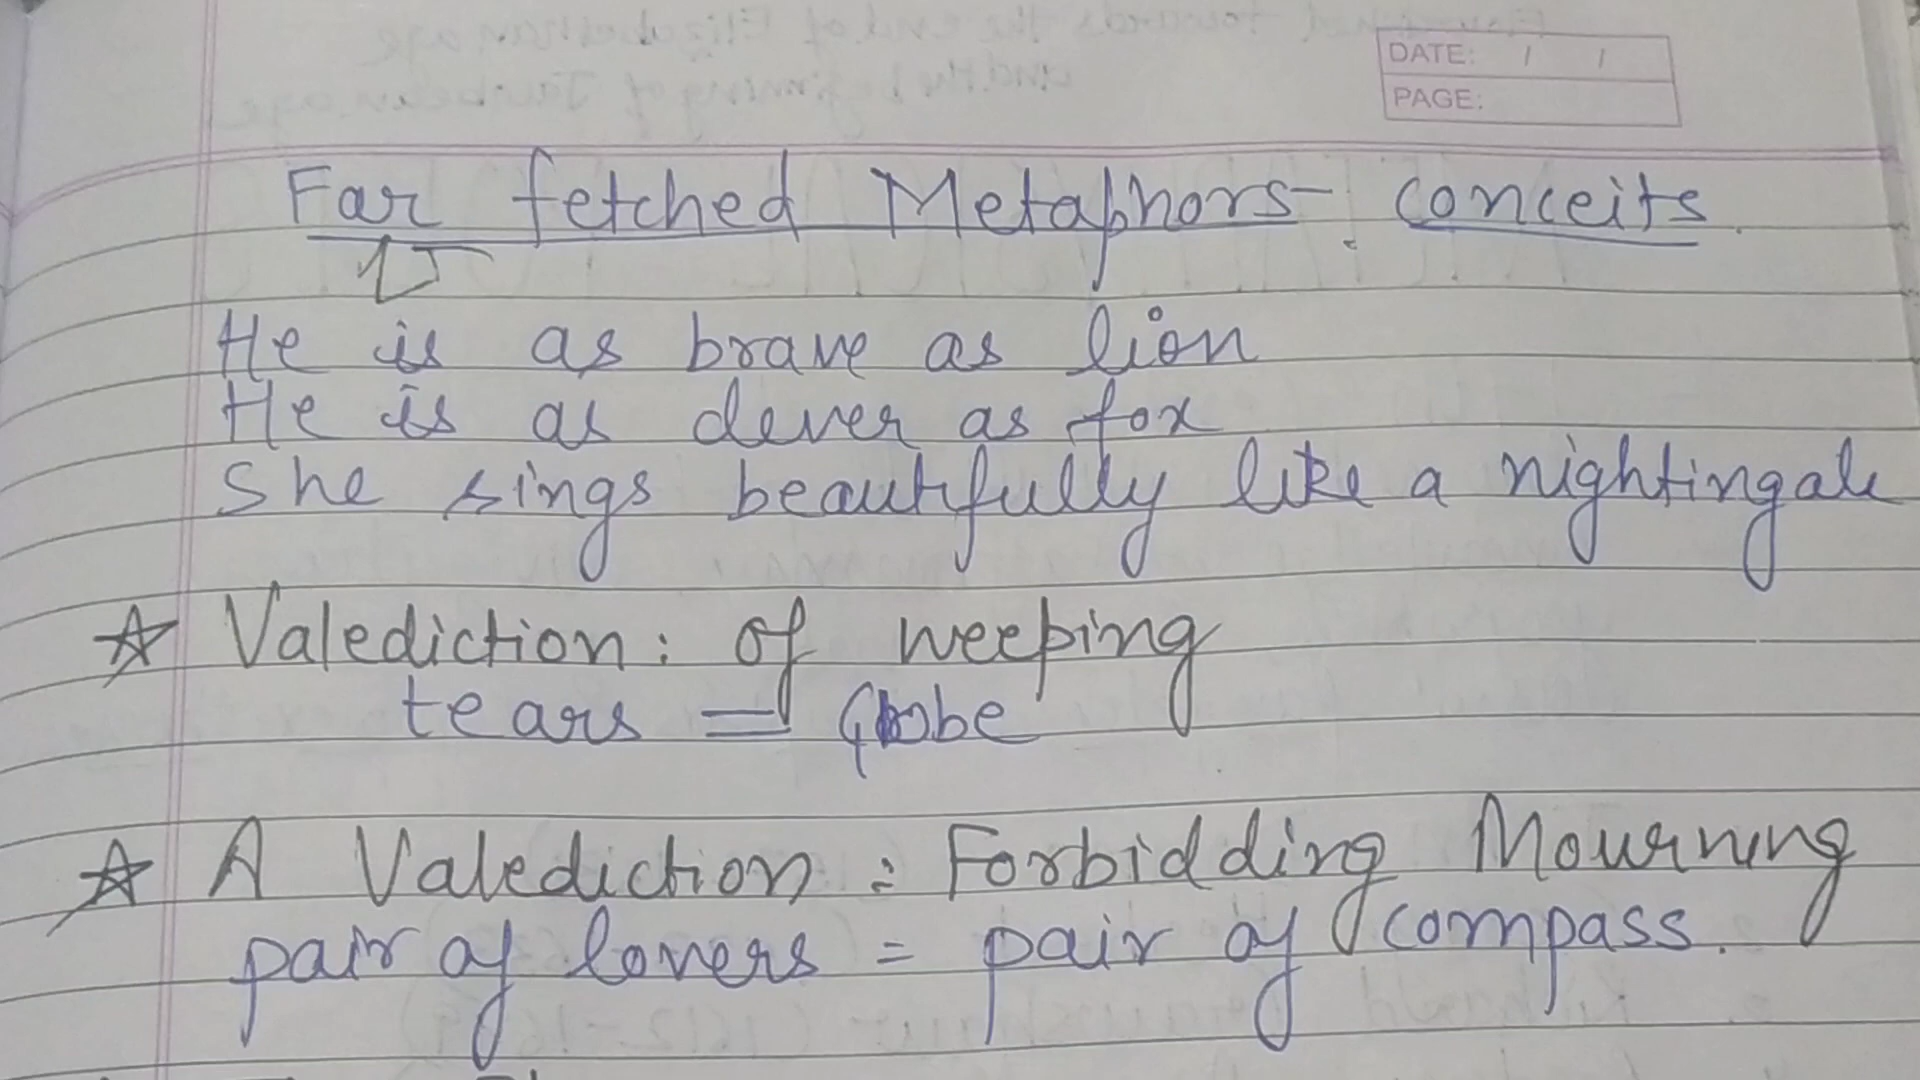 DATE: / /
PAGE:
Far fetched Metaphors - conceits.
He is as brave as lion
He is as clever as fox
She sings beautifully like a nightingale
☆ Valediction: of weeping
tears = Globe
☆ A Valediction: Forbidding Mourning
pair of lovers = pair of compass.